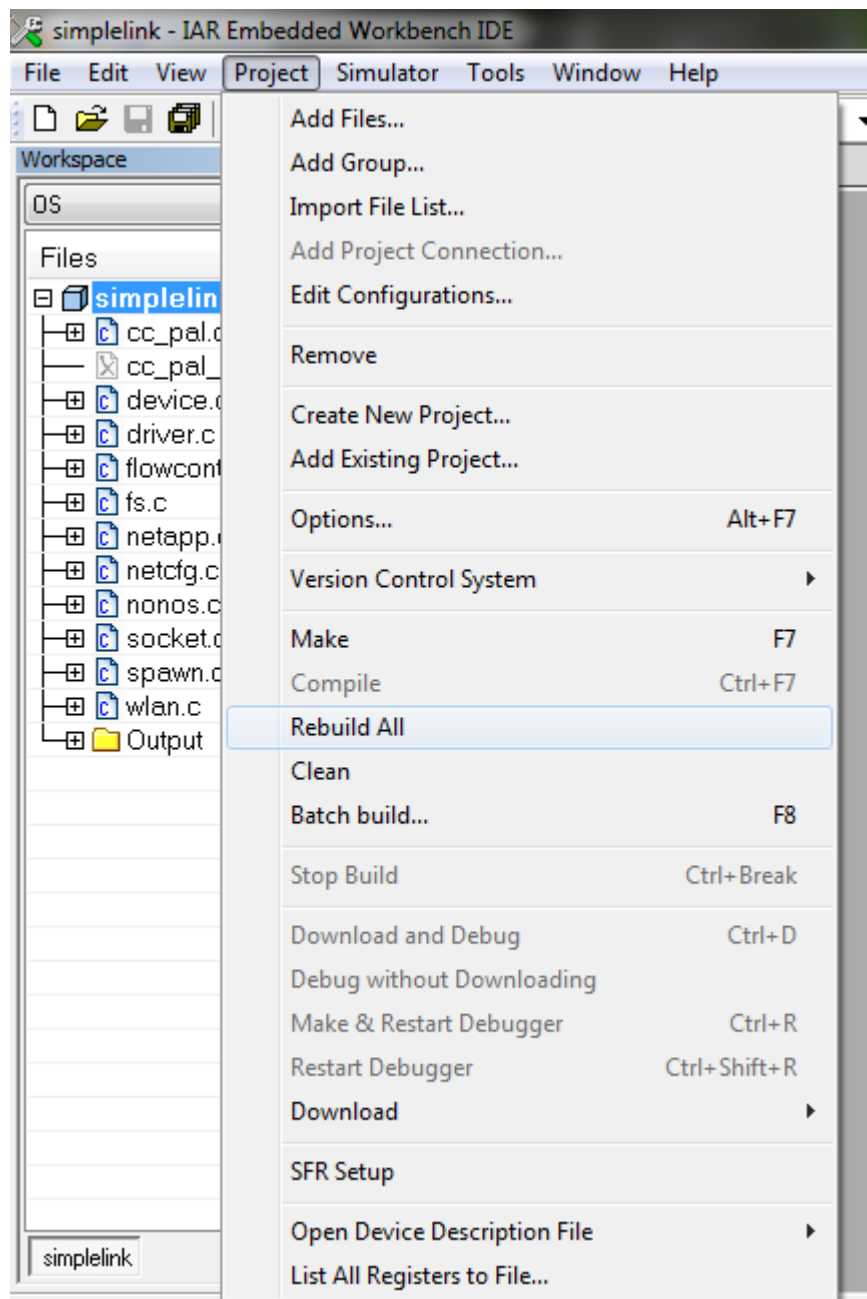 simplelink - IAR Embedded Workbench IDE
File Edit View Project Simulator Tools Window Help
Workspace
OS
Files
simplelin
cc_pal.c
cc_pal_
device.c
driver.c
flowcont
fs.c
netapp.
netcfg.c
nonos.c
socket.c
spawn.c
wlan.c
Output
simplelink
Add Files...
Add Group...
Import File List...
Add Project Connection...
Edit Configurations...
Remove
Create New Project...
Add Existing Project...
Options... Alt+F7
Version Control System
Make F7
Compile Ctrl+F7
Rebuild All
Clean
Batch build... F8
Stop Build Ctrl+Break
Download and Debug Ctrl+D
Debug without Downloading
Make & Restart Debugger Ctrl+R
Restart Debugger Ctrl+Shift+R
Download
SFR Setup
Open Device Description File
List All Registers to File...